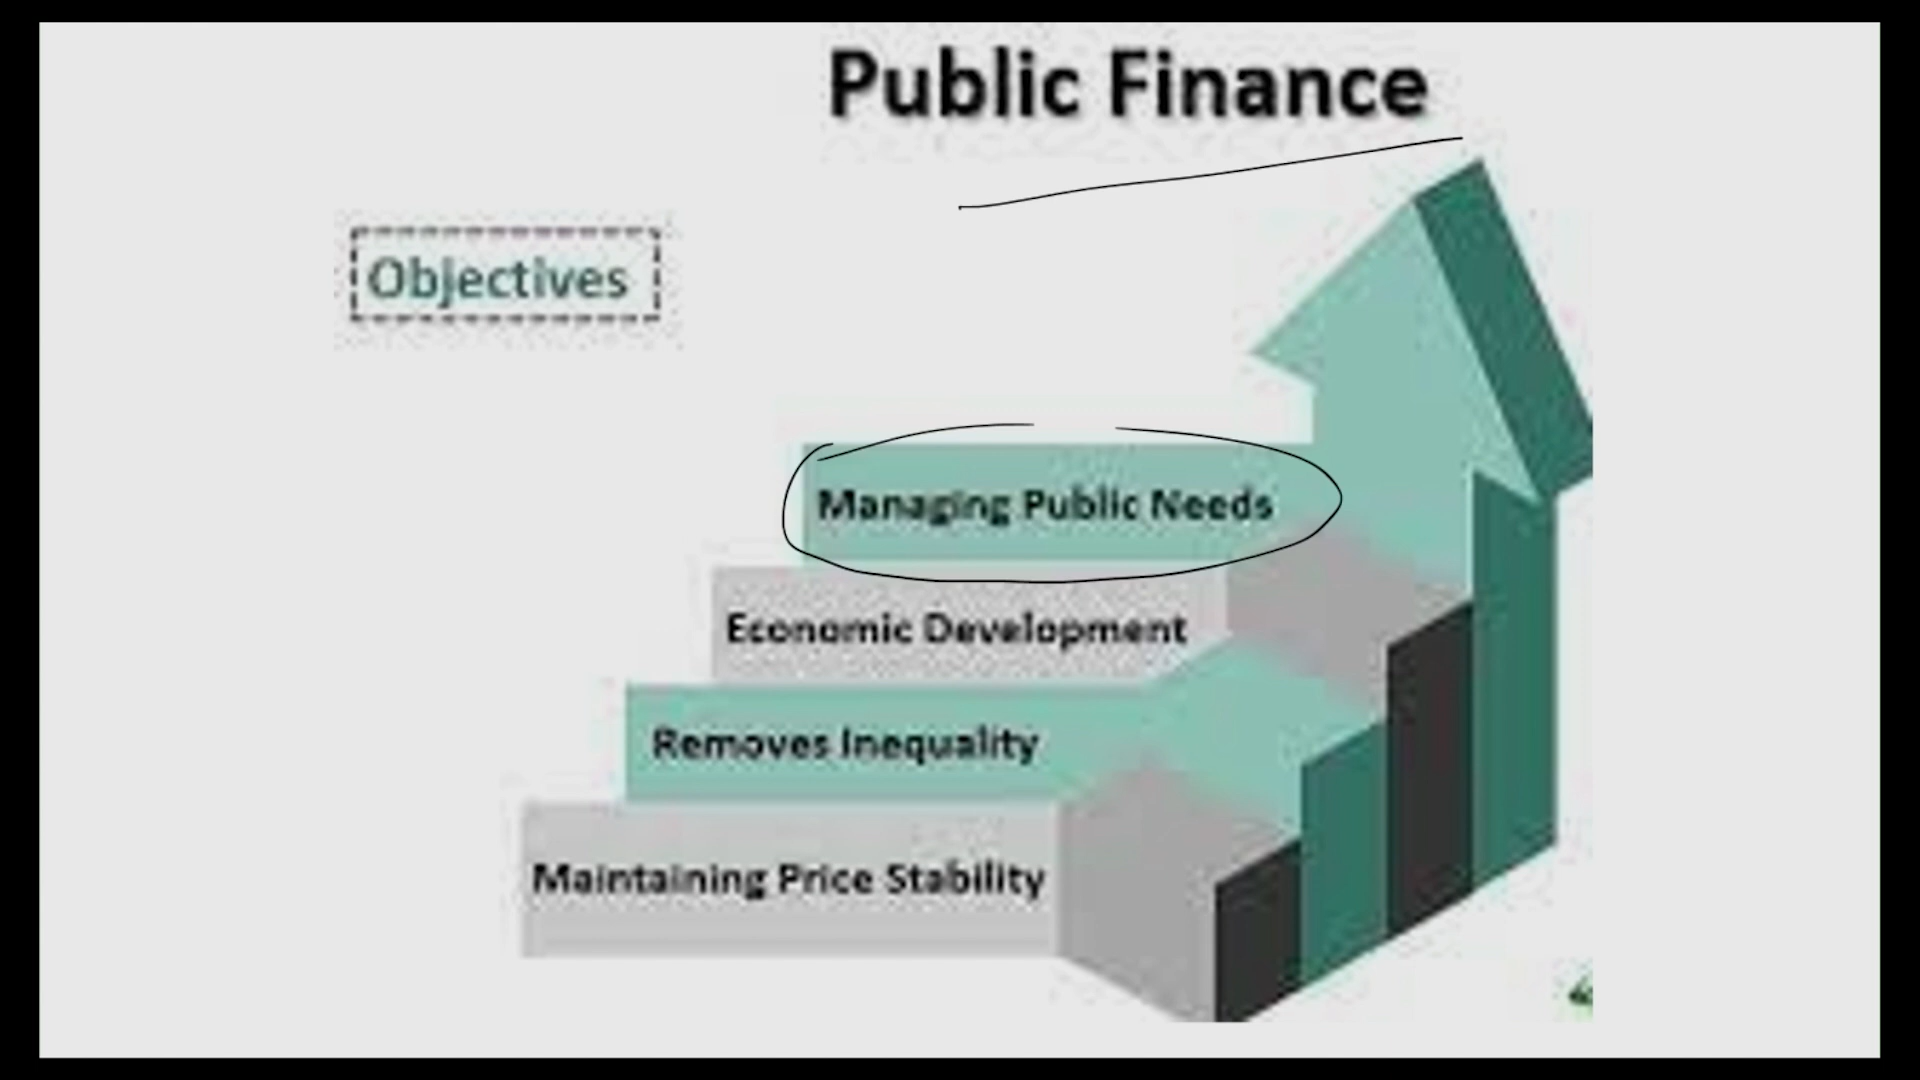 Public Finance
Objectives
Managing Public Needs
Economic Development
Removes Inequality
Maintaining Price Stability